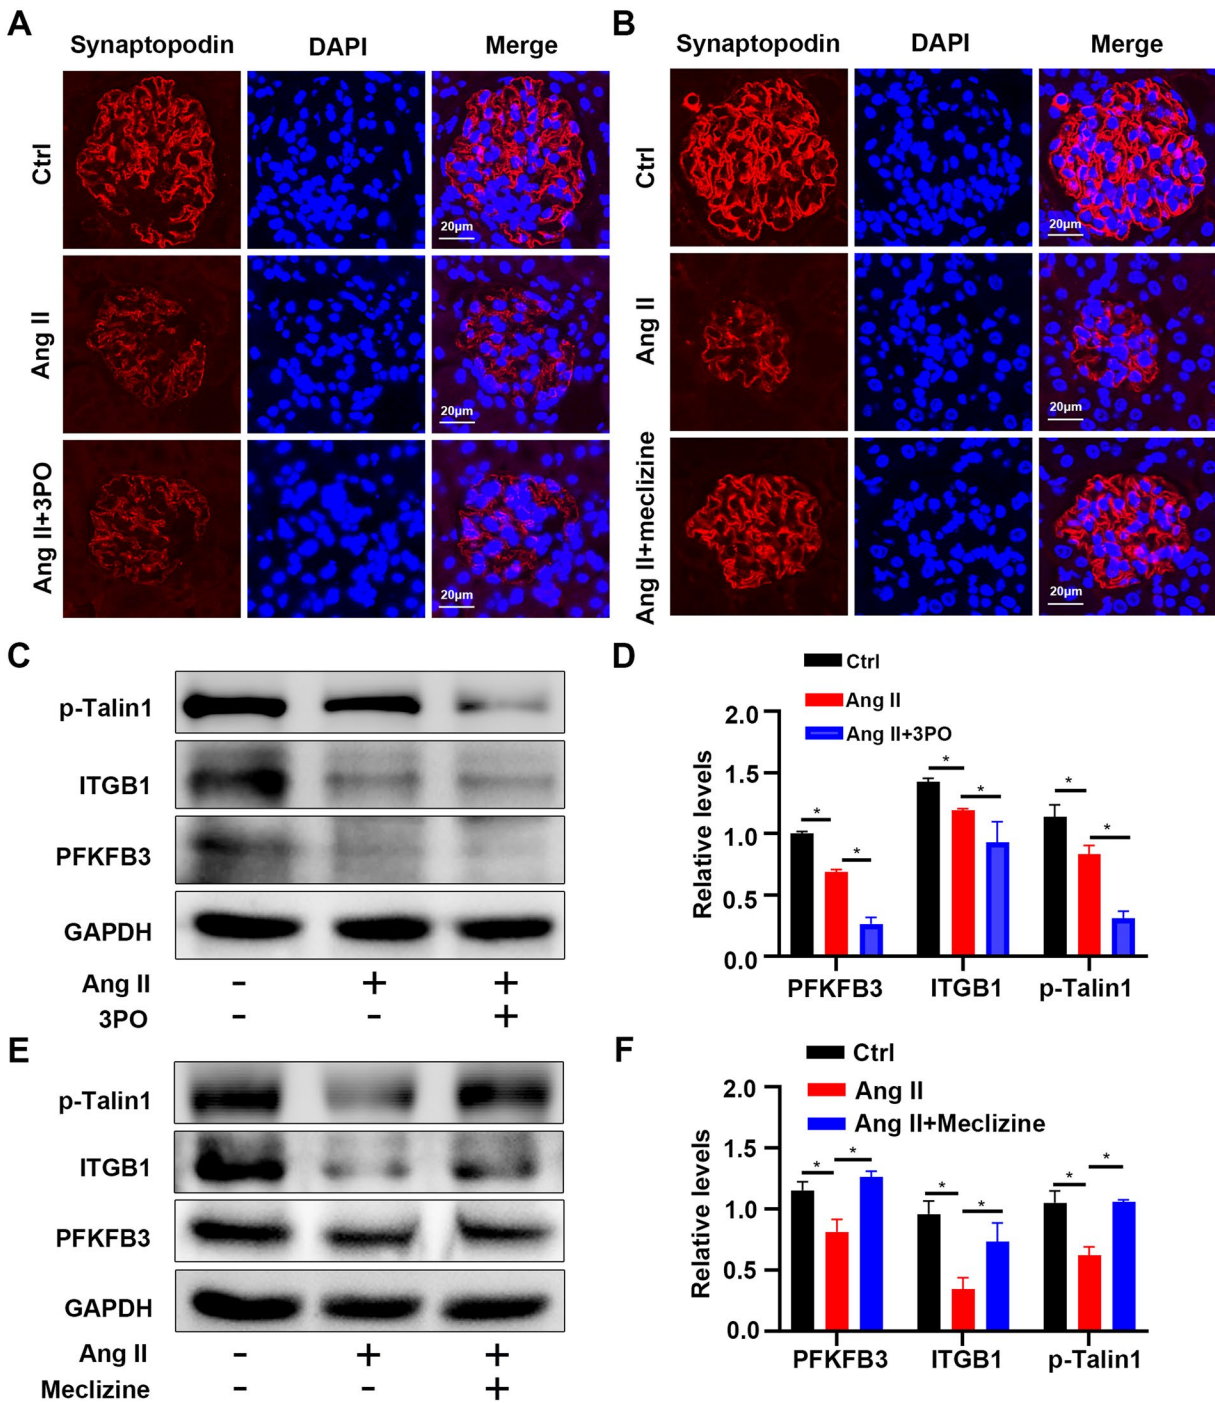 A
Synaptopodin DAPI Merge
Ctrl
20μm
Ang II
20μm
Ang II+3PO
20μm
B
Synaptopodin DAPI Merge
Ctrl
20μm
Ang II
20μm
Ang II+meclizine
20μm
C
p-Talin1
ITGB1
PFKFB3
GAPDH
Ang II - + +
3PO - - +
D
Ctrl
Ang II
Ang II+3PO
Relative levels
2.0
1.5
1.0
0.5
0.0
* * * * * *
PFKFB3 ITGB1 p-Talin1
E
p-Talin1
ITGB1
PFKFB3
GAPDH
Ang II - + +
Meclizine - - +
F
Ctrl
Ang II
Ang II+Meclizine
Relative levels
2.0
1.5
1.0
0.5
0.0
* * * * * *
PFKFB3 ITGB1 p-Talin1